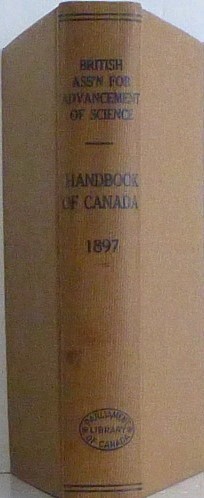 BRITISH
ASS'N FOR
ADVANCEMENT
OF SCIENCE
HANDBOOK
OF CANADA
1897
PARLIAMENT
LIBRARY
OF CANADA